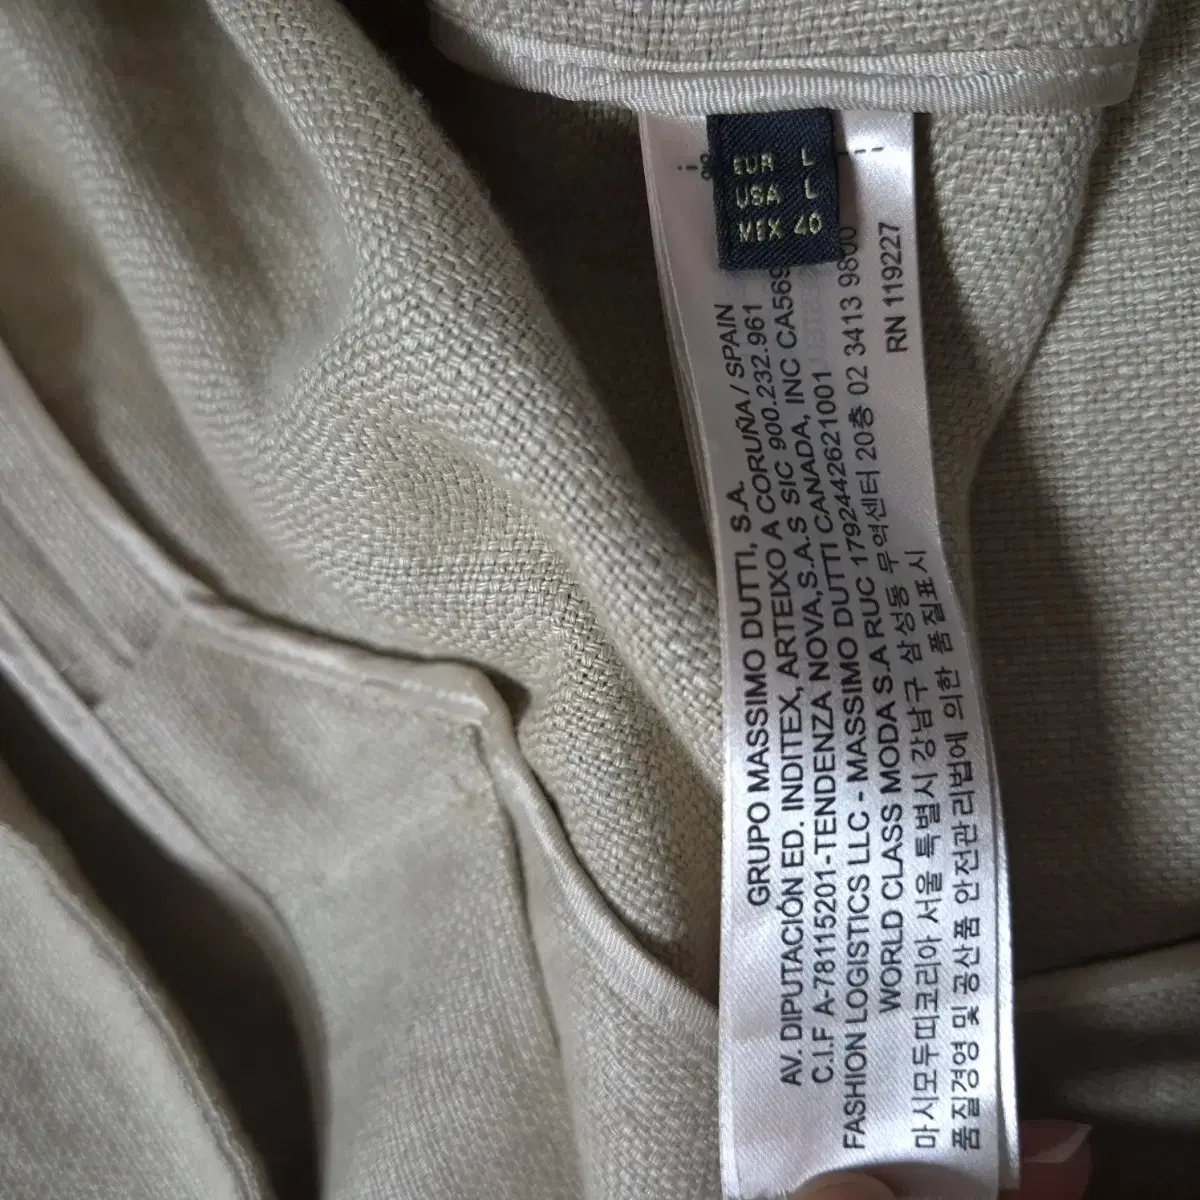 EUR L
USA L
MEX 40
GRUPO MASSIMO DUTTI, S.A.
AV. DIPUTACIÓN ED. INDITEX, ARTEIXO A CORUÑA / SPAIN
C.I.F A-78115201-TENDENZA NOVA,S.A.S SIC 900.232.961
FASHION LOGISTICS LLC - MASSIMO DUTTI CANADA, INC CA569
WORLD CLASS MODA S.A RUC 1792442621001
마시모두띠코리아 서울 특별시 강남구 삼성동 무역센터 20층 02 3413 9800
품질경영 및 공산품 안전관리법에 의한 품질표시
RN 119227